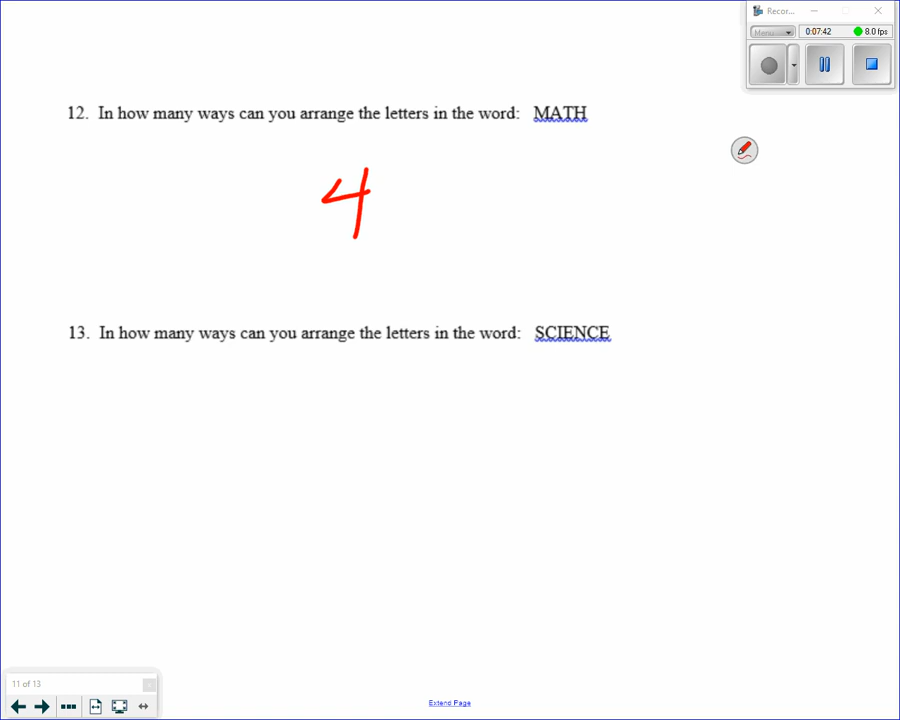 Recor...
Menu
0:07:42
8.0 fps
12. In how many ways can you arrange the letters in the word: MATH
4
13. In how many ways can you arrange the letters in the word: SCIENCE
11 of 13
Extend Page